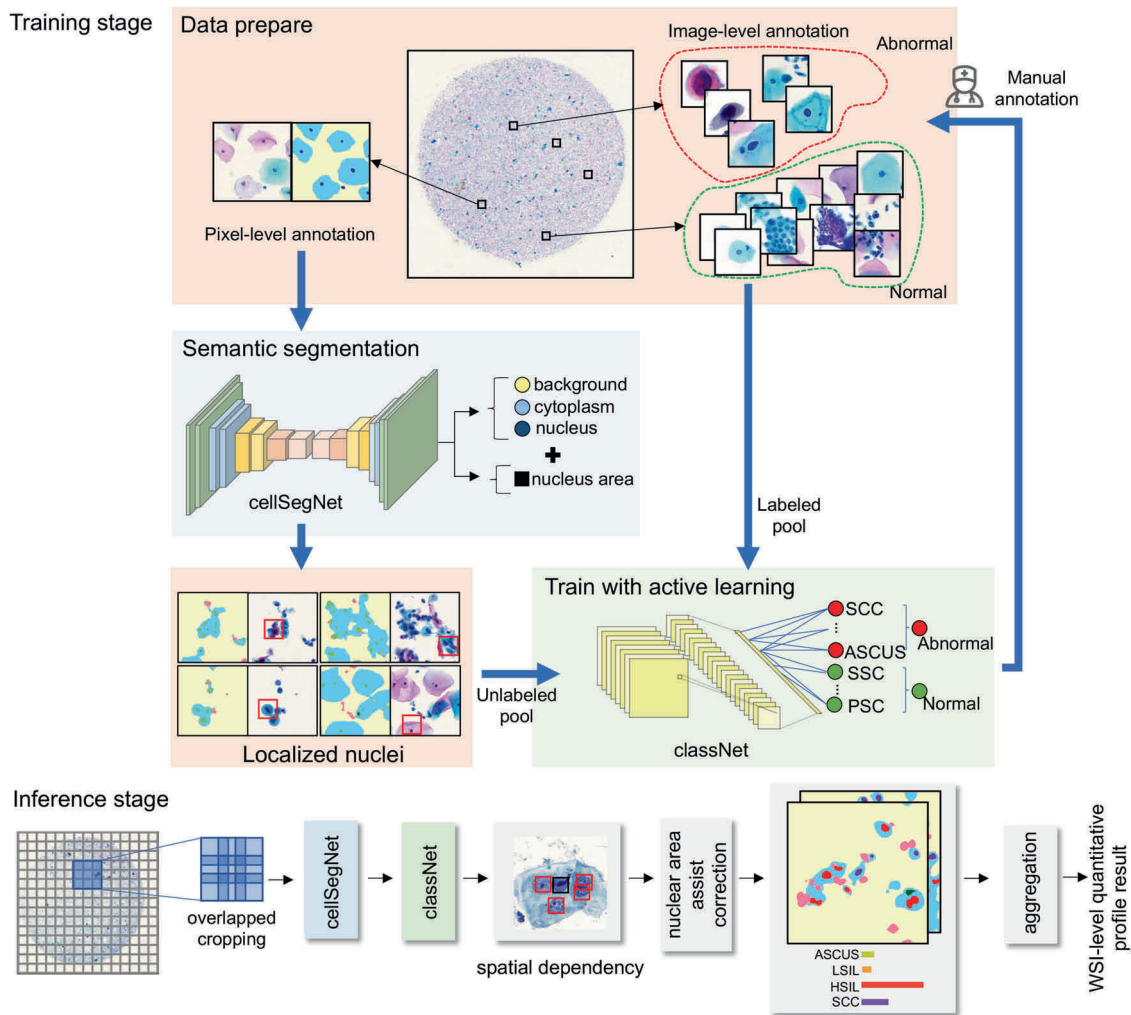 Training stage
Data prepare
Image-level annotation
Abnormal
Manual
annotation
Pixel-level annotation
Normal
Semantic segmentation
background
cytoplasm
nucleus
nucleus area
cellSegNet
Labeled
pool
Train with active learning
SCC
Abnormal
ASCUS
SSC
Normal
PSC
classNet
Unlabeled
pool
Localized nuclei
Inference stage
overlapped
cropping
cellSegNet
classNet
spatial dependency
nuclear area
assist
correction
ASCUS
LSIL
HSIL
SCC
aggregation
WSI-level quantitative
profile result